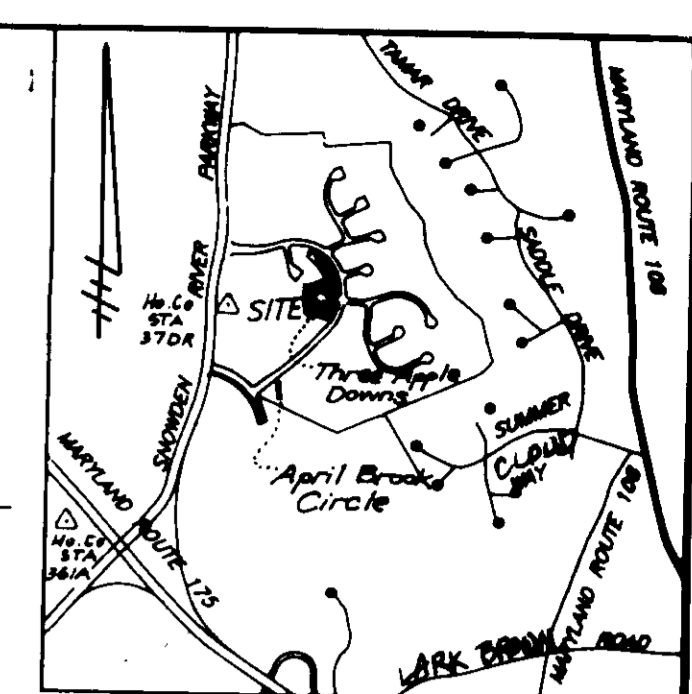 TAMAR DRIVE
MARYLAND ROUTE 108
SNOWDEN RIVER PARKWAY
SADDLE DRIVE
Ho.Co
STA
37DR
SITE
Three Apple
Downs
SUMMER
CLOUD
WAY
April Brook
Circle
MARYLAND ROUTE 175
Ho.Co
STA
361A
MARYLAND ROUTE 108
LARK BROWN ROAD